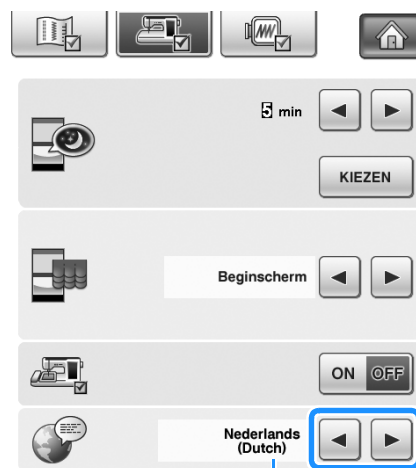 5 min
KIEZEN
Beginscherm
ON OFF
Nederlands
(Dutch)